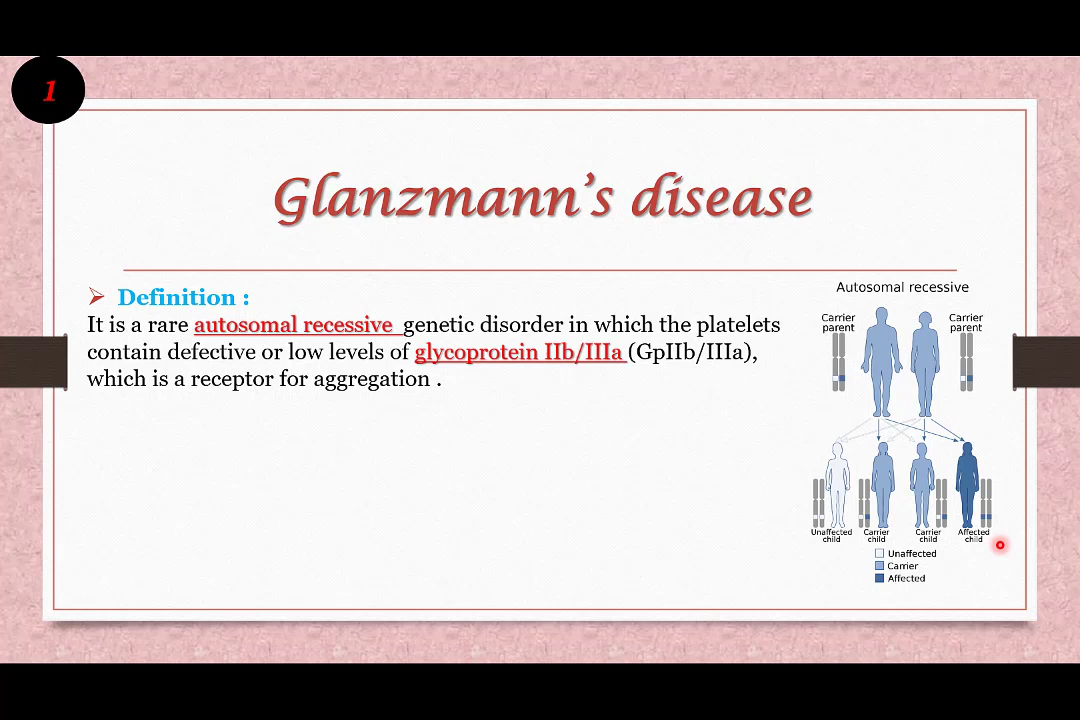 1
Glanzmann's disease
Definition :
It is a rare autosomal recessive genetic disorder in which the platelets
contain defective or low levels of glycoprotein IIb/IIIa (GpIIb/IIIa),
which is a receptor for aggregation .
Autosomal recessive
Carrier
parent
Carrier
parent
Unaffected
child
Carrier
child
Carrier
child
Affected
child
Unaffected
Carrier
Affected